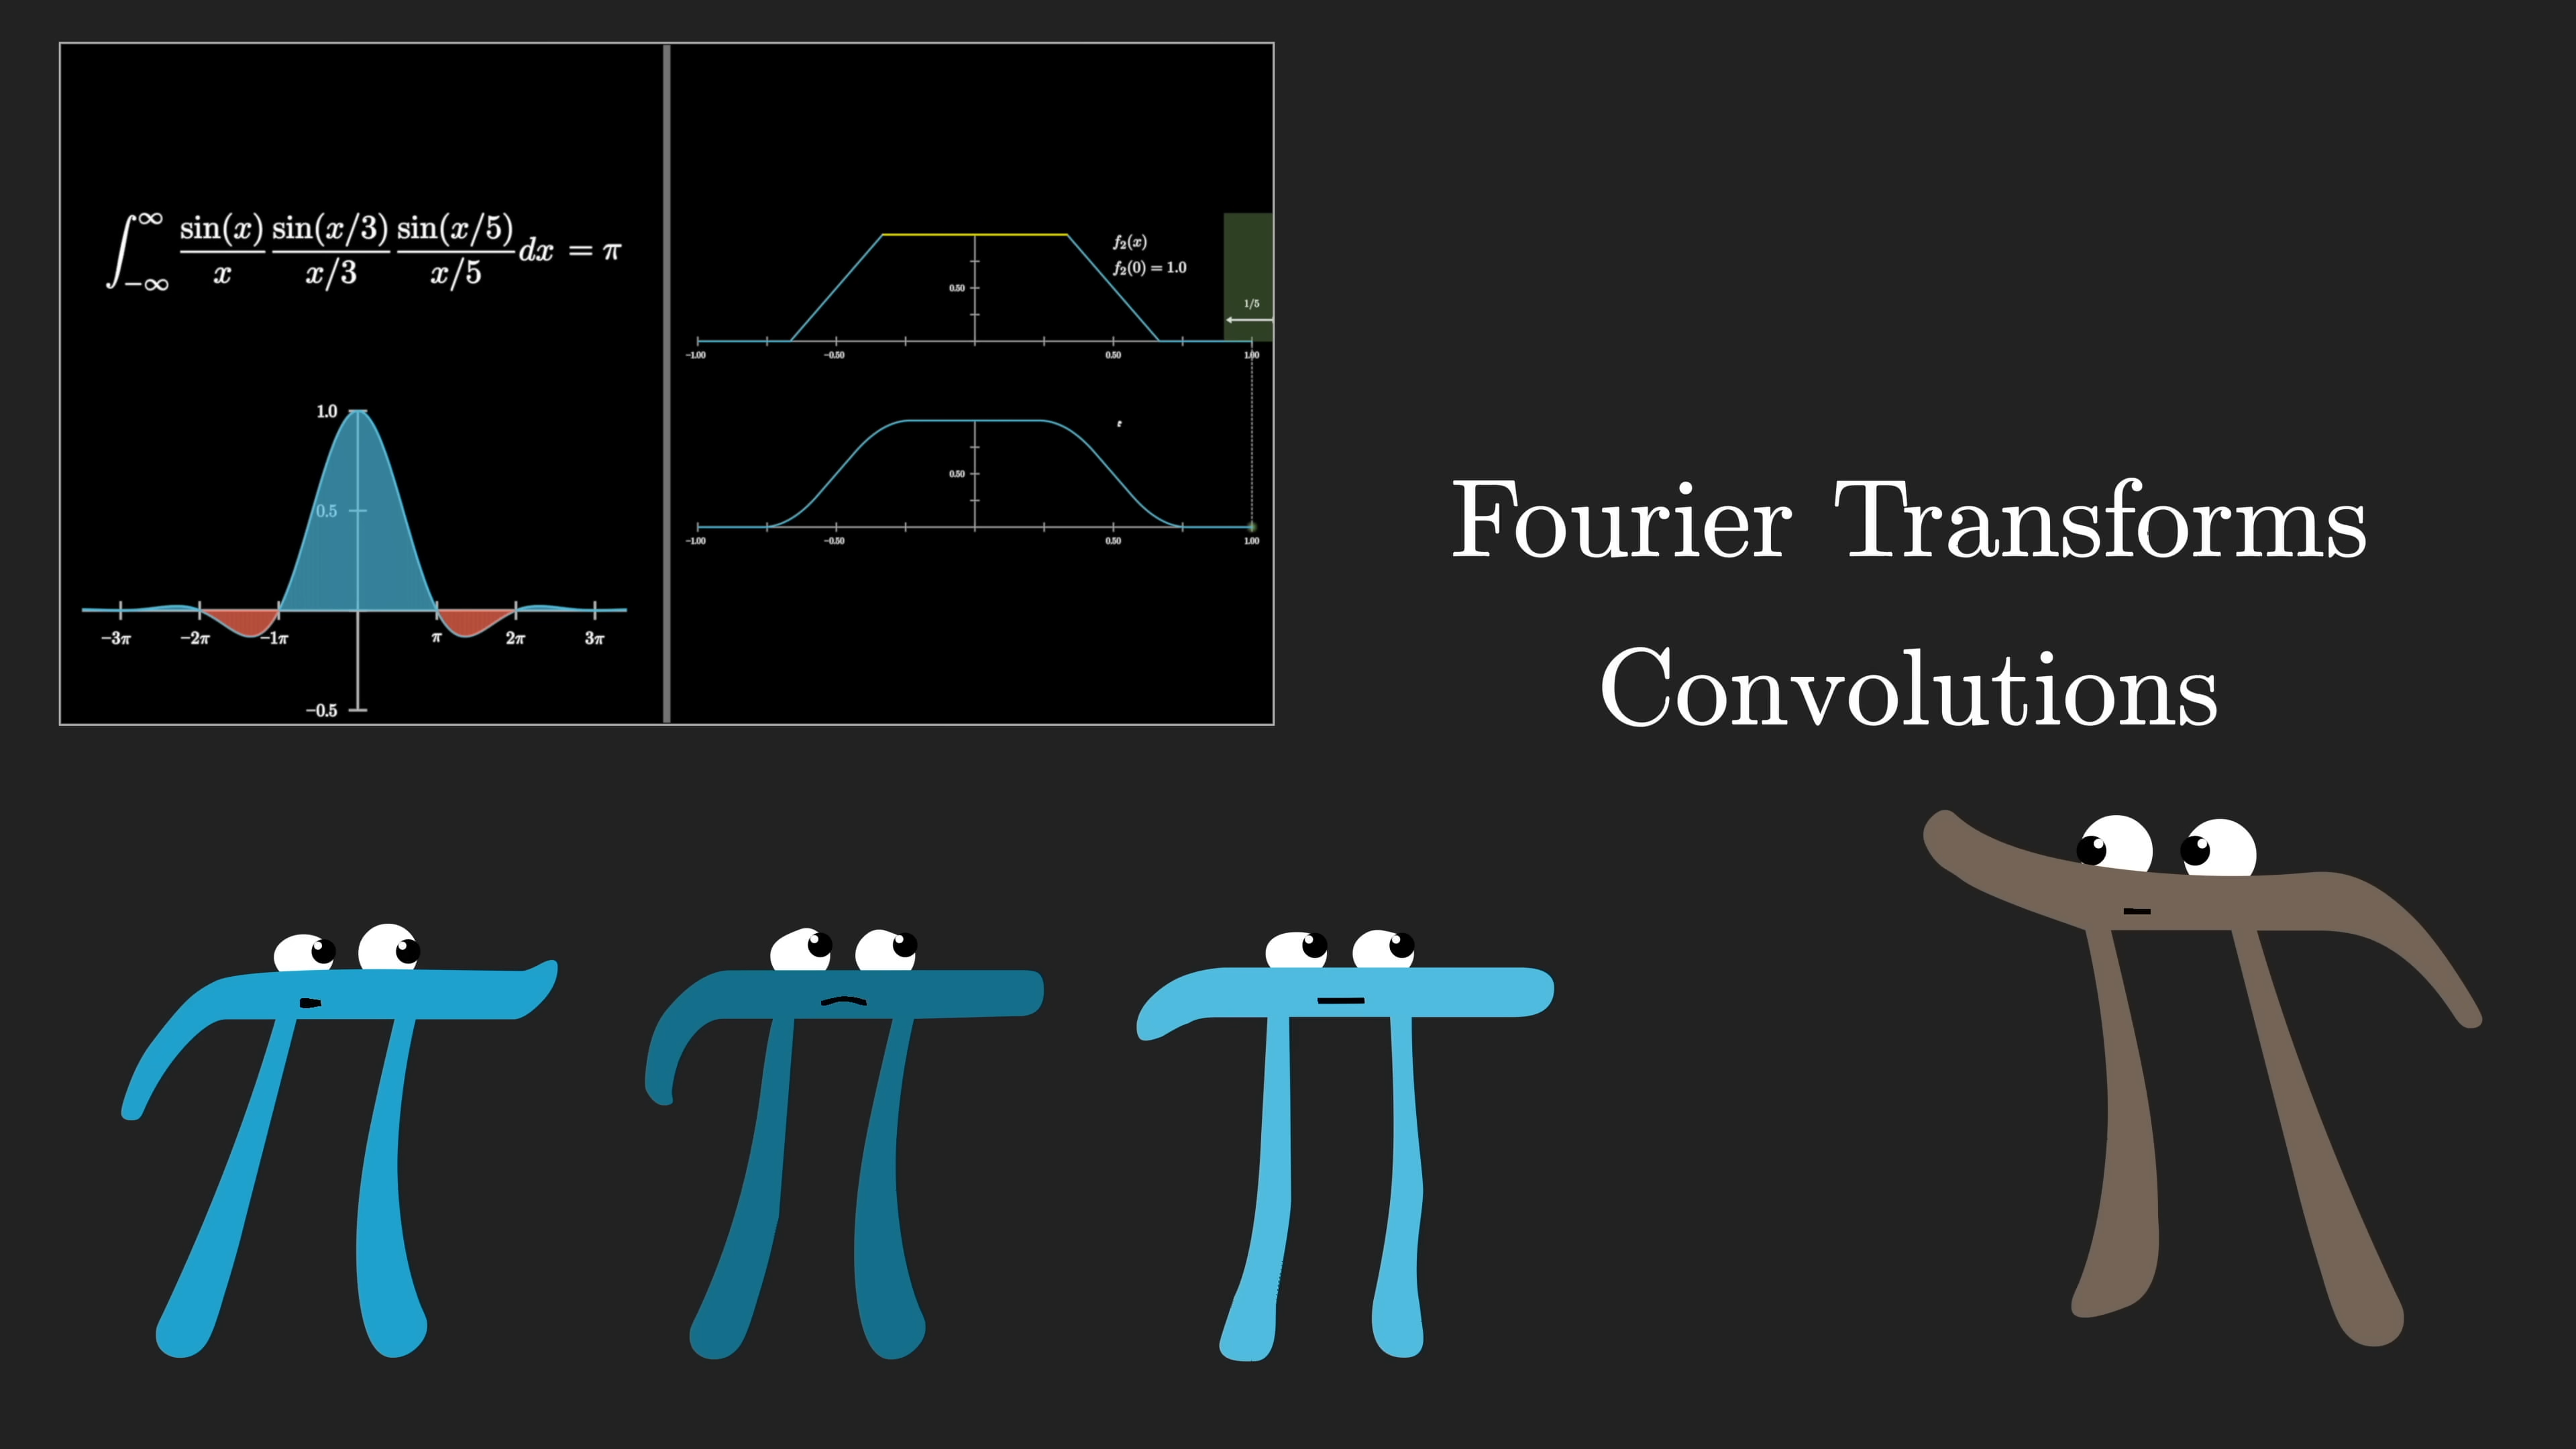 ∫_{-∞}^{∞} sin(x)/x sin(x/3)/(x/3) sin(x/5)/(x/5) dx = π
1.0
0.5
−3π −2π −1π π 2π 3π
−0.5
f₂(x)
f₂(0) = 1.0
0.50
1/5
−1.00 −0.50 0.50 1.00
0.50
−1.00 −0.50 0.50 1.00
Fourier Transforms
Convolutions